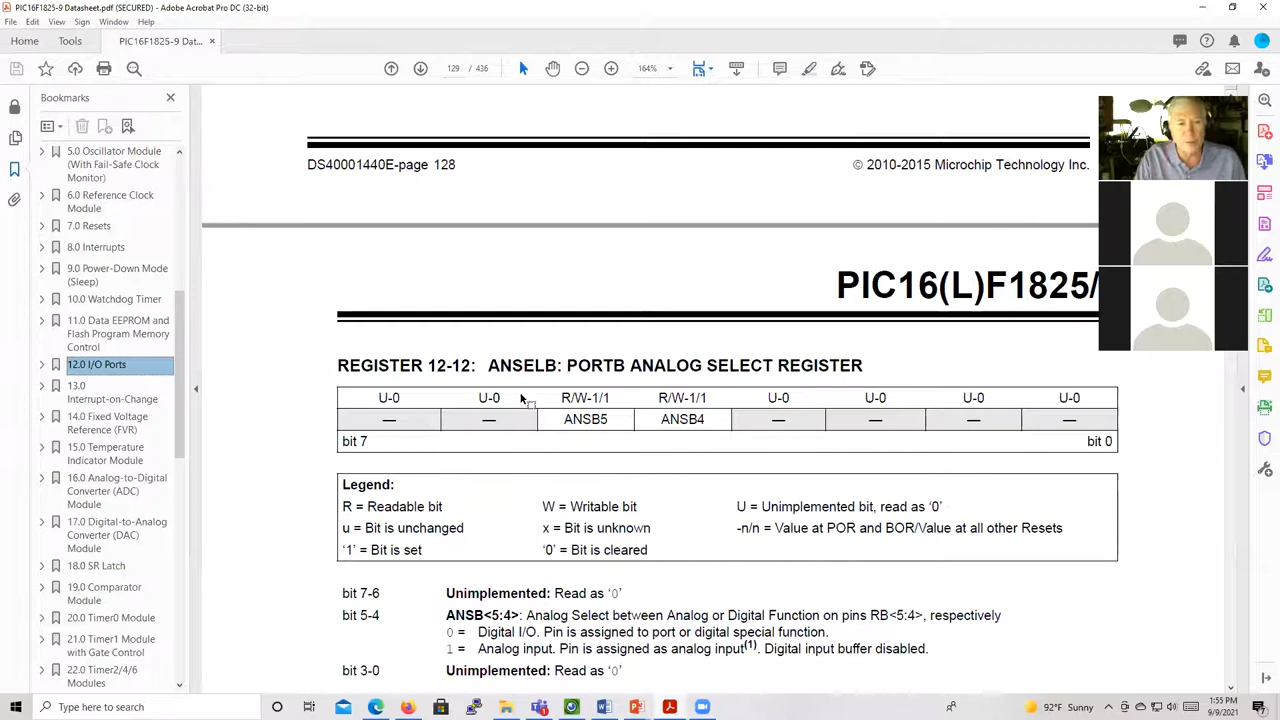 PIC16F1825-9 Datasheet.pdf (SECURED) - Adobe Acrobat Pro DC (32-bit)
File Edit View Sign Window Help
Home Tools PIC16F1825-9 Dat... ×
129 / 436 164%
Bookmarks
5.0 Oscillator Module
(With Fail-Safe Clock
Monitor)
6.0 Reference Clock
Module
7.0 Resets
8.0 Interrupts
9.0 Power-Down Mode
(Sleep)
10.0 Watchdog Timer
11.0 Data EEPROM and
Flash Program Memory
Control
12.0 I/O Ports
13.0
Interrupt-on-Change
14.0 Fixed Voltage
Reference (FVR)
15.0 Temperature
Indicator Module
16.0 Analog-to-Digital
Converter (ADC)
Module
17.0 Digital-to-Analog
Converter (DAC)
Module
18.0 SR Latch
19.0 Comparator
Module
20.0 Timer0 Module
21.0 Timer1 Module
with Gate Control
22.0 Timer2/4/6
Modules
DS40001440E-page 128 © 2010-2015 Microchip Technology Inc.
PIC16(L)F1825/
REGISTER 12-12: ANSELB: PORTB ANALOG SELECT REGISTER
U-0 U-0 R/W-1/1 R/W-1/1 U-0 U-0 U-0 U-0
— — ANSB5 ANSB4 — — — —
bit 7 bit 0
Legend:
R = Readable bit W = Writable bit U = Unimplemented bit, read as ‘0’
u = Bit is unchanged x = Bit is unknown -n/n = Value at POR and BOR/Value at all other Resets
‘1’ = Bit is set ‘0’ = Bit is cleared
bit 7-6 Unimplemented: Read as ‘0’
bit 5-4 ANSB<5:4>: Analog Select between Analog or Digital Function on pins RB<5:4>, respectively
0 = Digital I/O. Pin is assigned to port or digital special function.
1 = Analog input. Pin is assigned as analog input(1). Digital input buffer disabled.
bit 3-0 Unimplemented: Read as ‘0’
Type here to search
92°F Sunny
1:55 PM
9/9/2021